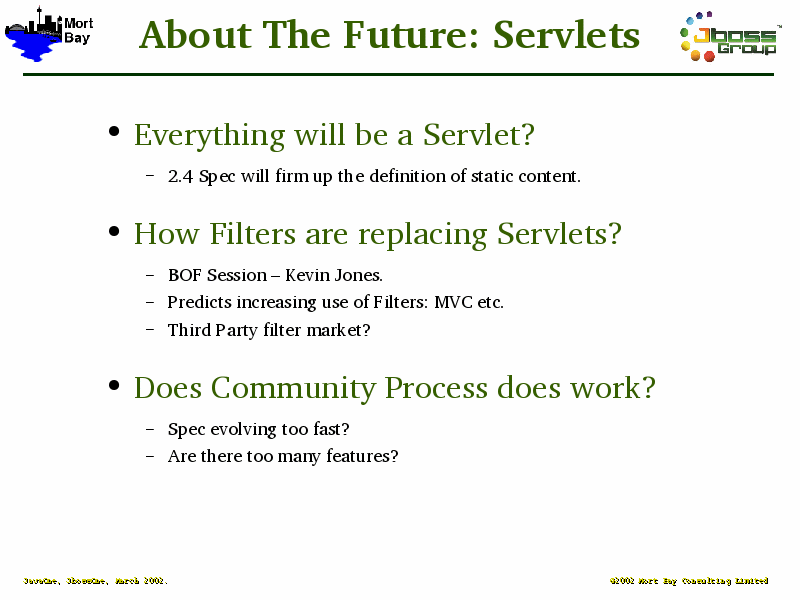 Mort
Bay
About The Future: Servlets
Jboss
Group
™
• Everything will be a Servlet?
– 2.4 Spec will firm up the definition of static content.
• How Filters are replacing Servlets?
– BOF Session – Kevin Jones.
– Predicts increasing use of Filters: MVC etc.
– Third Party filter market?
• Does Community Process does work?
– Spec evolving too fast?
– Are there too many features?
JavaOne, JbossOne, March 2002.
©2002 Mort Bay Consulting Limited